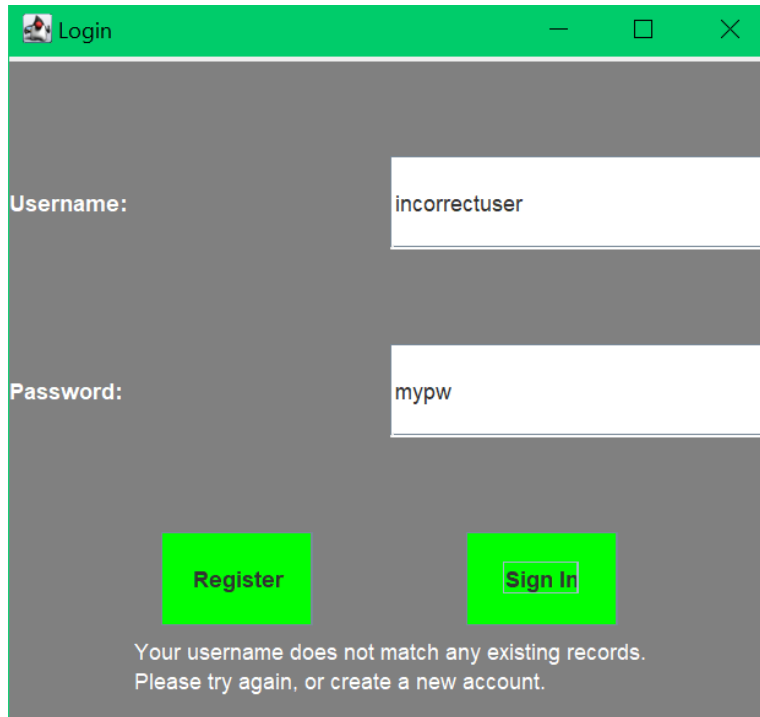 Login
Username:
incorrectuser
Password:
mypw
Register
Sign In
Your username does not match any existing records.
Please try again, or create a new account.